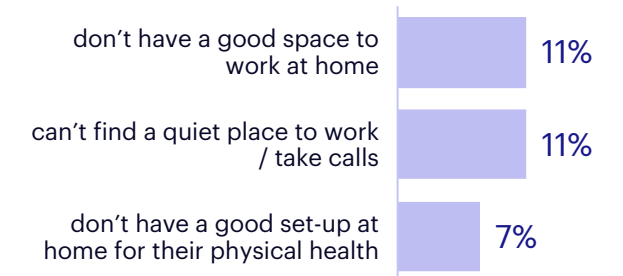 don’t have a good space to
work at home
11%
can’t find a quiet place to work
/ take calls
11%
don’t have a good set-up at
home for their physical health
7%